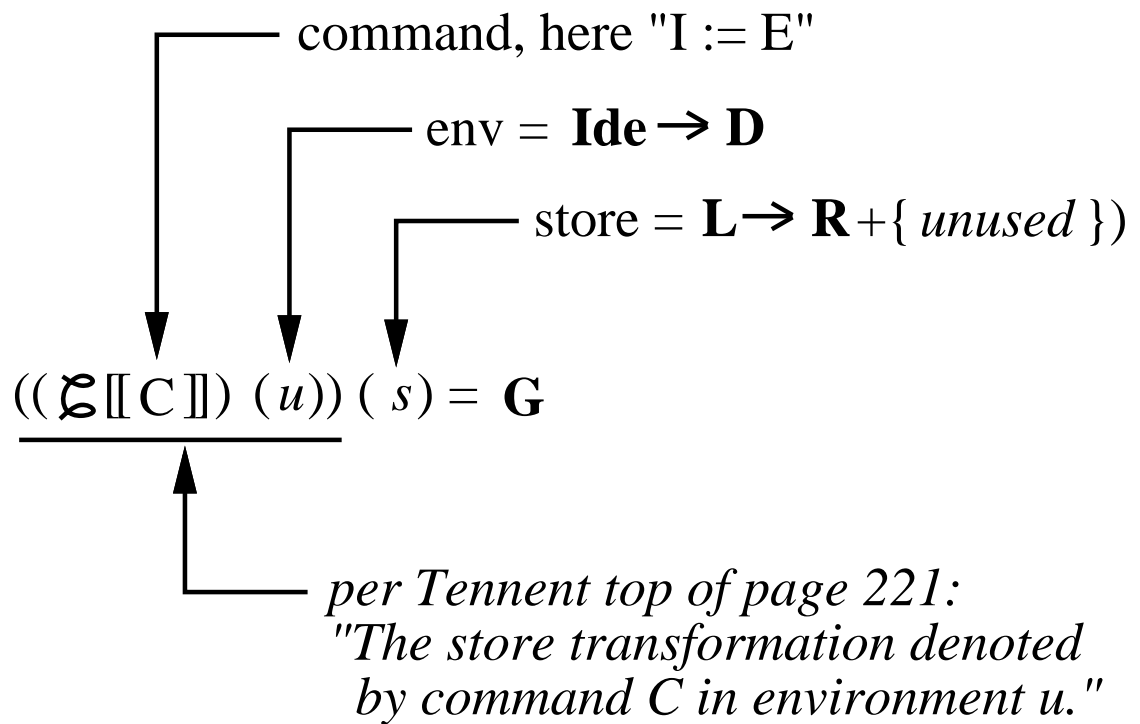 command, here "I := E"
env = Ide → D
store = L → R +{ unused })
((𝒞⟦C⟧) (u)) ( s ) = G
per Tennent top of page 221:
"The store transformation denoted
by command C in environment u."